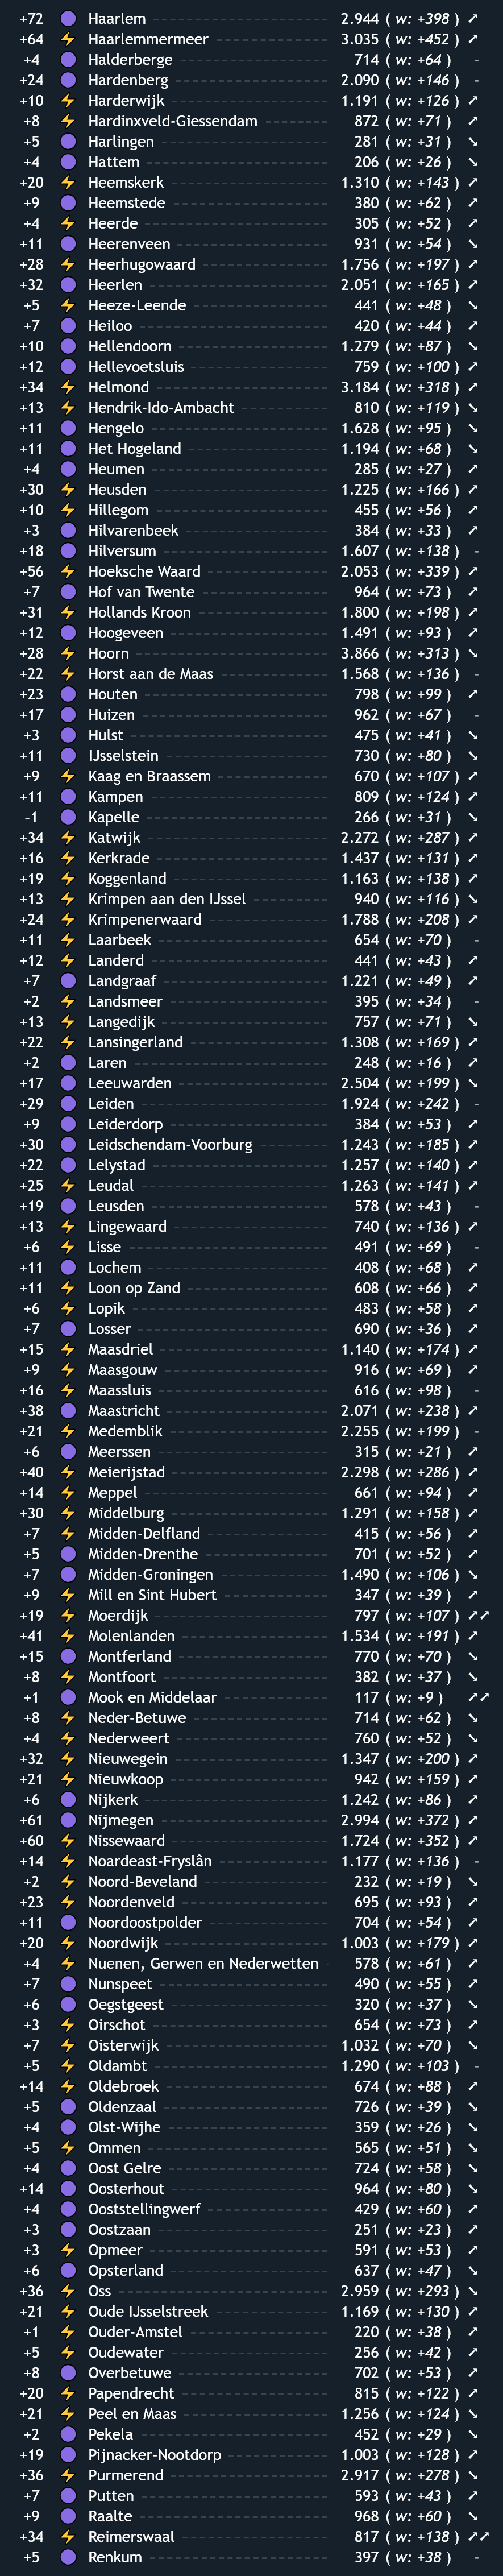 +72 Haarlem 2.944 ( w: +398 ) ↗
+64 Haarlemmermeer 3.035 ( w: +452 ) ↗
+4 Halderberge 714 ( w: +64 ) -
+24 Hardenberg 2.090 ( w: +146 ) -
+10 Harderwijk 1.191 ( w: +126 ) ↗
+8 Hardinxveld-Giessendam 872 ( w: +71 ) ↗
+5 Harlingen 281 ( w: +31 ) ↘
+4 Hattem 206 ( w: +26 ) ↘
+20 Heemskerk 1.310 ( w: +143 ) ↗
+9 Heemstede 380 ( w: +62 ) ↗
+4 Heerde 305 ( w: +52 ) ↗
+11 Heerenveen 931 ( w: +54 ) ↘
+28 Heerhugowaard 1.756 ( w: +197 ) ↗
+32 Heerlen 2.051 ( w: +165 ) ↗
+5 Heeze-Leende 441 ( w: +48 ) ↘
+7 Heiloo 420 ( w: +44 ) ↗
+10 Hellendoorn 1.279 ( w: +87 ) ↘
+12 Hellevoetsluis 759 ( w: +100 ) ↗
+34 Helmond 3.184 ( w: +318 ) ↗
+13 Hendrik-Ido-Ambacht 810 ( w: +119 ) ↘
+11 Hengelo 1.628 ( w: +95 ) ↘
+11 Het Hogeland 1.194 ( w: +68 ) ↘
+4 Heumen 285 ( w: +27 ) ↗
+30 Heusden 1.225 ( w: +166 ) ↗
+10 Hillegom 455 ( w: +56 ) ↗
+3 Hilvarenbeek 384 ( w: +33 ) ↗
+18 Hilversum 1.607 ( w: +138 ) -
+56 Hoeksche Waard 2.053 ( w: +339 ) ↗
+7 Hof van Twente 964 ( w: +73 ) ↗
+31 Hollands Kroon 1.800 ( w: +198 ) ↗
+12 Hoogeveen 1.491 ( w: +93 ) ↗
+28 Hoorn 3.866 ( w: +313 ) ↘
+22 Horst aan de Maas 1.568 ( w: +136 ) -
+23 Houten 798 ( w: +99 ) ↗
+17 Huizen 962 ( w: +67 ) -
+3 Hulst 475 ( w: +41 ) ↘
+11 IJsselstein 730 ( w: +80 ) ↘
+9 Kaag en Braassem 670 ( w: +107 ) ↗
+11 Kampen 809 ( w: +124 ) ↗
-1 Kapelle 266 ( w: +31 ) ↘
+34 Katwijk 2.272 ( w: +287 ) ↗
+16 Kerkrade 1.437 ( w: +131 ) ↗
+19 Koggenland 1.163 ( w: +138 ) ↗
+13 Krimpen aan den IJssel 940 ( w: +116 ) ↘
+24 Krimpenerwaard 1.788 ( w: +208 ) ↗
+11 Laarbeek 654 ( w: +70 ) -
+12 Landerd 441 ( w: +43 ) ↗
+7 Landgraaf 1.221 ( w: +49 ) ↗
+2 Landsmeer 395 ( w: +34 ) -
+13 Langedijk 757 ( w: +71 ) ↘
+22 Lansingerland 1.308 ( w: +169 ) ↗
+2 Laren 248 ( w: +16 ) ↗
+17 Leeuwarden 2.504 ( w: +199 ) ↘
+29 Leiden 1.924 ( w: +242 ) -
+9 Leiderdorp 384 ( w: +53 ) ↗
+30 Leidschendam-Voorburg 1.243 ( w: +185 ) ↗
+22 Lelystad 1.257 ( w: +140 ) ↗
+25 Leudal 1.263 ( w: +141 ) ↗
+19 Leusden 578 ( w: +43 ) -
+13 Lingewaard 740 ( w: +136 ) ↗
+6 Lisse 491 ( w: +69 ) -
+11 Lochem 408 ( w: +68 ) ↗
+11 Loon op Zand 608 ( w: +66 ) ↗
+6 Lopik 483 ( w: +58 ) ↗
+7 Losser 690 ( w: +36 ) ↗
+15 Maasdriel 1.140 ( w: +174 ) ↗
+9 Maasgouw 916 ( w: +69 ) ↗
+16 Maassluis 616 ( w: +98 ) -
+38 Maastricht 2.071 ( w: +238 ) ↗
+21 Medemblik 2.255 ( w: +199 ) -
+6 Meerssen 315 ( w: +21 ) ↗
+40 Meierijstad 2.298 ( w: +286 ) ↗
+14 Meppel 661 ( w: +94 ) ↗
+30 Middelburg 1.291 ( w: +158 ) ↗
+7 Midden-Delfland 415 ( w: +56 ) ↗
+5 Midden-Drenthe 701 ( w: +52 ) ↗
+7 Midden-Groningen 1.490 ( w: +106 ) ↘
+9 Mill en Sint Hubert 347 ( w: +39 ) ↗
+19 Moerdijk 797 ( w: +107 ) ↗↗
+41 Molenlanden 1.534 ( w: +191 ) ↗
+15 Montferland 770 ( w: +70 ) ↘
+8 Montfoort 382 ( w: +37 ) ↘
+1 Mook en Middelaar 117 ( w: +9 ) ↗↗
+8 Neder-Betuwe 714 ( w: +62 ) ↘
+4 Nederweert 760 ( w: +52 ) ↘
+32 Nieuwegein 1.347 ( w: +200 ) ↗
+21 Nieuwkoop 942 ( w: +159 ) ↗
+6 Nijkerk 1.242 ( w: +86 ) ↗
+61 Nijmegen 2.994 ( w: +372 ) ↗
+60 Nissewaard 1.724 ( w: +352 ) ↗
+14 Noardeast-Fryslân 1.177 ( w: +136 ) -
+2 Noord-Beveland 232 ( w: +19 ) ↘
+23 Noordenveld 695 ( w: +93 ) ↗
+11 Noordoostpolder 704 ( w: +54 ) ↗
+20 Noordwijk 1.003 ( w: +179 ) ↗
+4 Nuenen, Gerwen en Nederwetten 578 ( w: +61 ) ↗
+7 Nunspeet 490 ( w: +55 ) ↗
+6 Oegstgeest 320 ( w: +37 ) ↘
+3 Oirschot 654 ( w: +73 ) ↗
+7 Oisterwijk 1.032 ( w: +70 ) ↘
+5 Oldambt 1.290 ( w: +103 ) -
+14 Oldebroek 674 ( w: +88 ) ↗
+5 Oldenzaal 726 ( w: +39 ) ↘
+4 Olst-Wijhe 359 ( w: +26 ) ↘
+5 Ommen 565 ( w: +51 ) ↘
+4 Oost Gelre 724 ( w: +58 ) ↘
+14 Oosterhout 964 ( w: +80 ) ↘
+4 Ooststellingwerf 429 ( w: +60 ) ↗
+3 Oostzaan 251 ( w: +23 ) ↗
+3 Opmeer 591 ( w: +53 ) ↗
+6 Opsterland 637 ( w: +47 ) ↘
+36 Oss 2.959 ( w: +293 ) ↘
+21 Oude IJsselstreek 1.169 ( w: +130 ) ↗
+1 Ouder-Amstel 220 ( w: +38 ) ↗
+5 Oudewater 256 ( w: +42 ) ↗
+8 Overbetuwe 702 ( w: +53 ) ↗
+20 Papendrecht 815 ( w: +122 ) ↗
+21 Peel en Maas 1.256 ( w: +124 ) ↘
+2 Pekela 452 ( w: +29 ) ↘
+19 Pijnacker-Nootdorp 1.003 ( w: +128 ) ↗
+36 Purmerend 2.917 ( w: +278 ) ↘
+7 Putten 593 ( w: +43 ) ↗
+9 Raalte 968 ( w: +60 ) ↘
+34 Reimerswaal 817 ( w: +138 ) ↗↗
+5 Renkum 397 ( w: +38 ) -